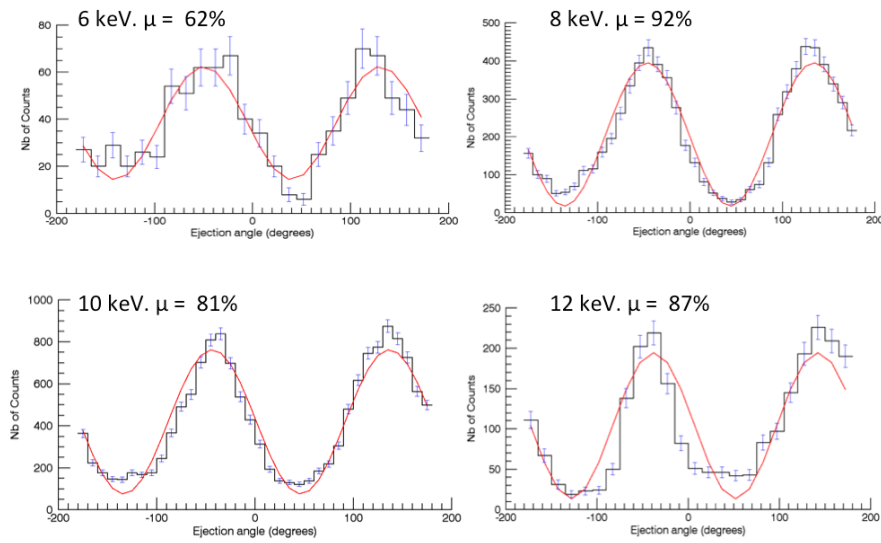 6 keV. µ = 62%
80
60
40
20
0
Nb of Counts
-200 -100 0 100 200
Ejection angle (degrees)
8 keV. µ = 92%
500
400
300
200
100
0
Nb of Counts
-200 -100 0 100 200
Ejection angle (degrees)
10 keV. µ = 81%
1000
800
600
400
200
0
Nb of Counts
-200 -100 0 100 200
Ejection angle (degrees)
12 keV. µ = 87%
250
200
150
100
50
0
Nb of Counts
-200 -100 0 100 200
Ejection angle (degrees)